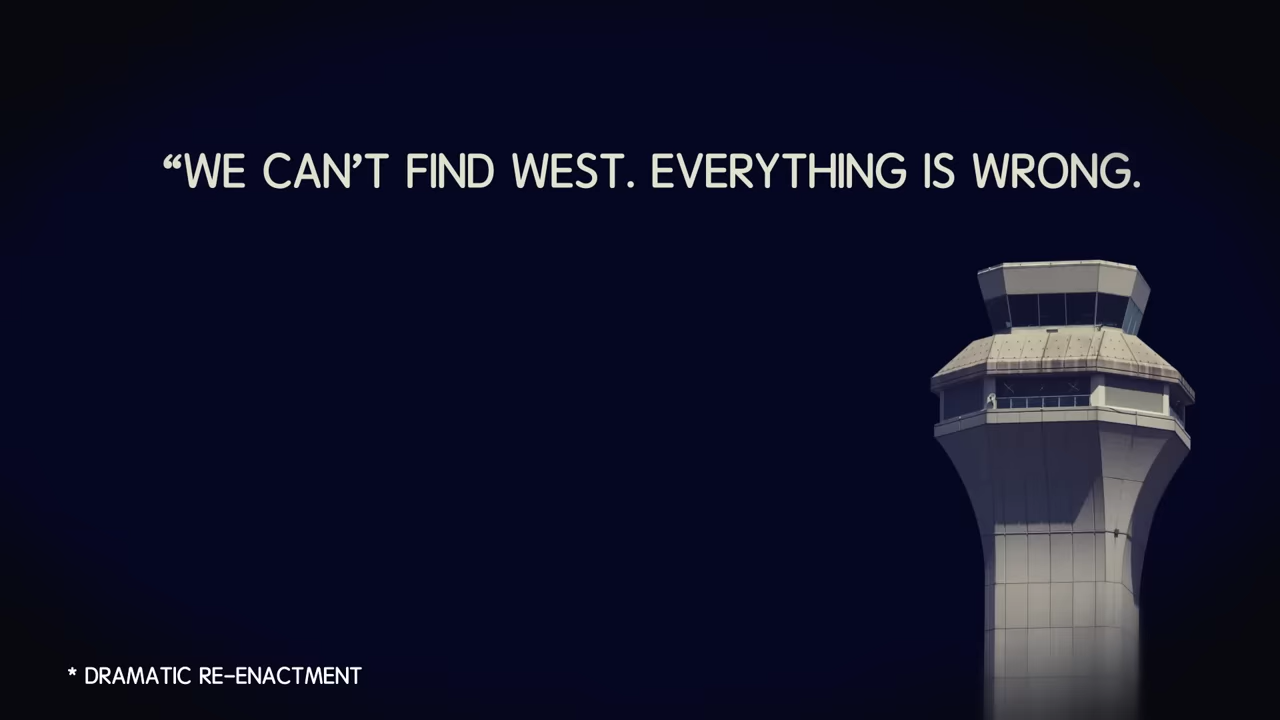 “WE CAN’T FIND WEST. EVERYTHING IS WRONG.
* DRAMATIC RE-ENACTMENT